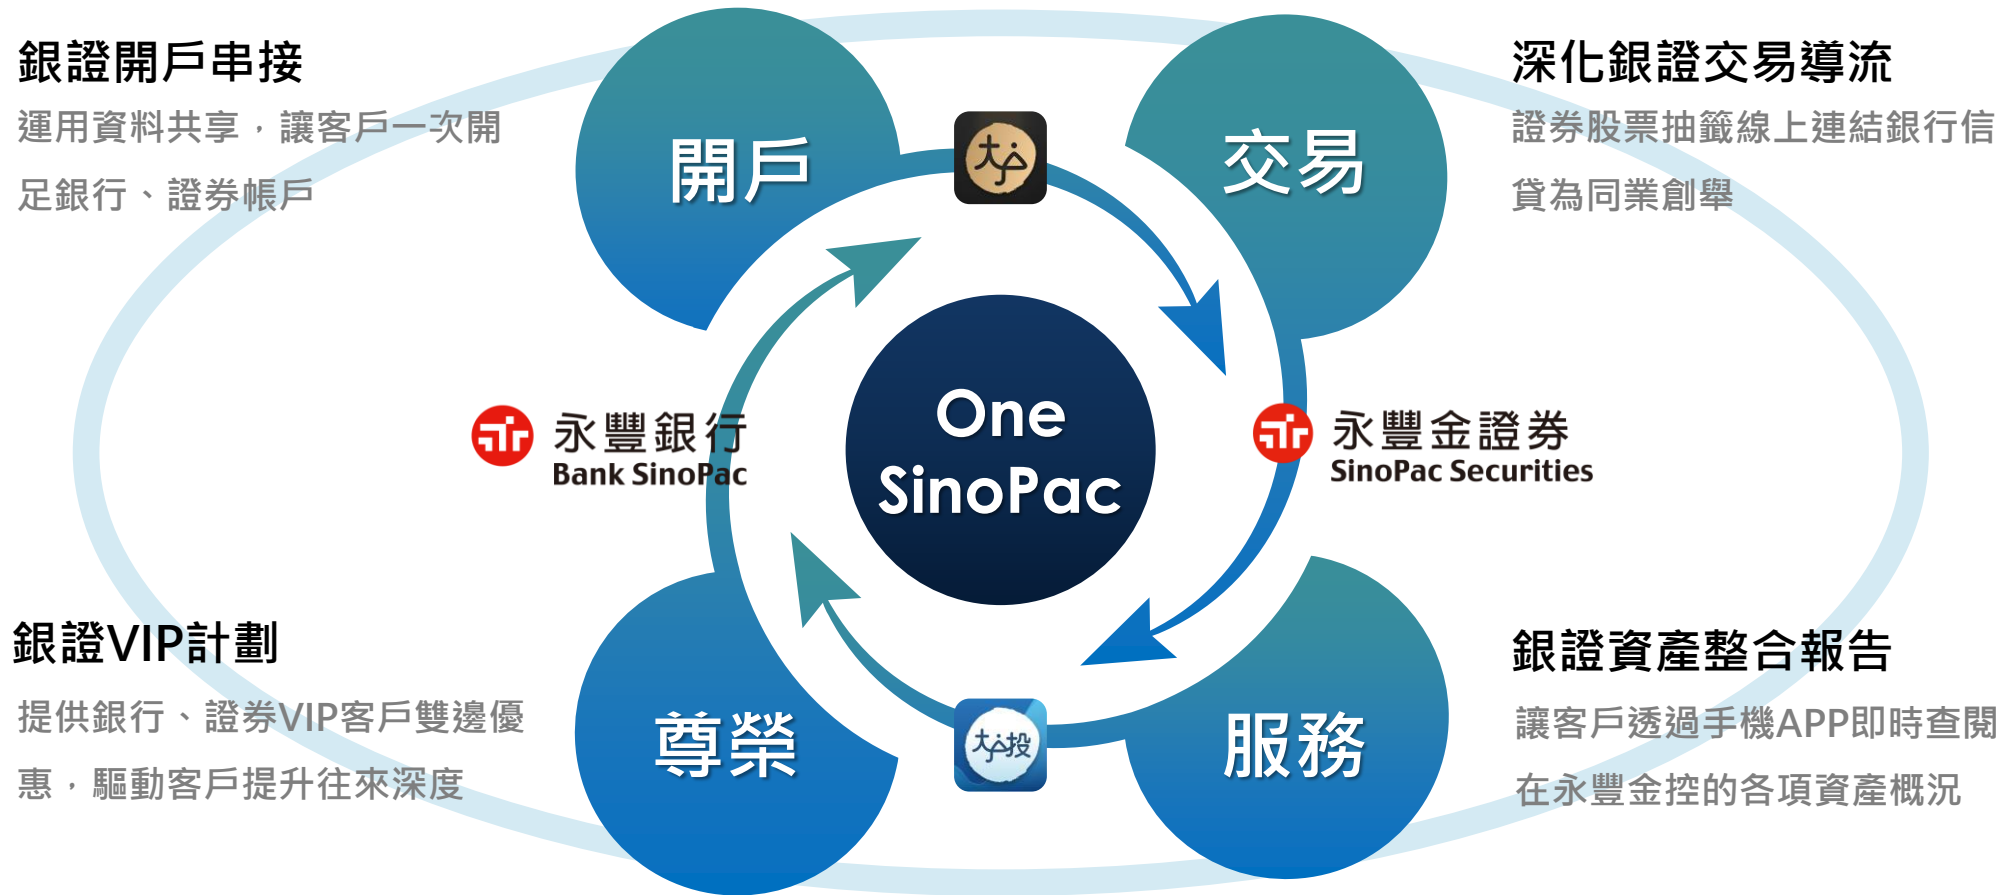 銀證開戶串接
運用資料共享，讓客戶一次開
足銀行、證券帳戶
開戶
大戶
交易
深化銀證交易導流
證券股票抽籤線上連結銀行信
貸為同業創舉
永豐銀行
Bank SinoPac
One
SinoPac
永豐金證券
SinoPac Securities
銀證VIP計劃
提供銀行、證券VIP客戶雙邊優
惠，驅動客戶提升往來深度
尊榮
大戶投
服務
銀證資產整合報告
讓客戶透過手機APP即時查閱
在永豐金控的各項資產概況